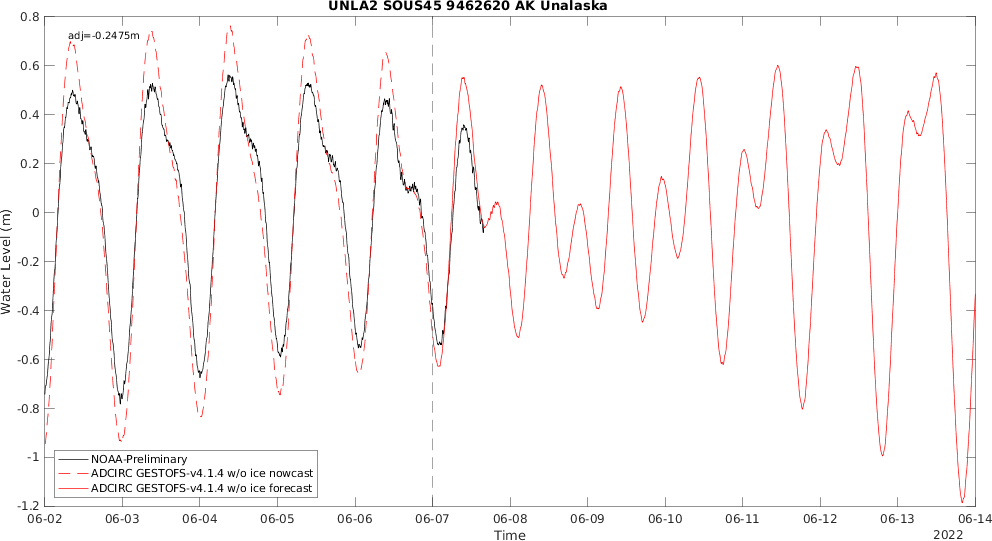 UNLA2 SOUS45 9462620 AK Unalaska
adj=-0.2475m
0.8
0.6
0.4
0.2
0
-0.2
-0.4
-0.6
-0.8
-1
-1.2
Water Level (m)
NOAA-Preliminary
ADCIRC GESTOFS-v4.1.4 w/o ice nowcast
ADCIRC GESTOFS-v4.1.4 w/o ice forecast
06-02 06-03 06-04 06-05 06-06 06-07 06-08 06-09 06-10 06-11 06-12 06-13 06-14
Time
2022